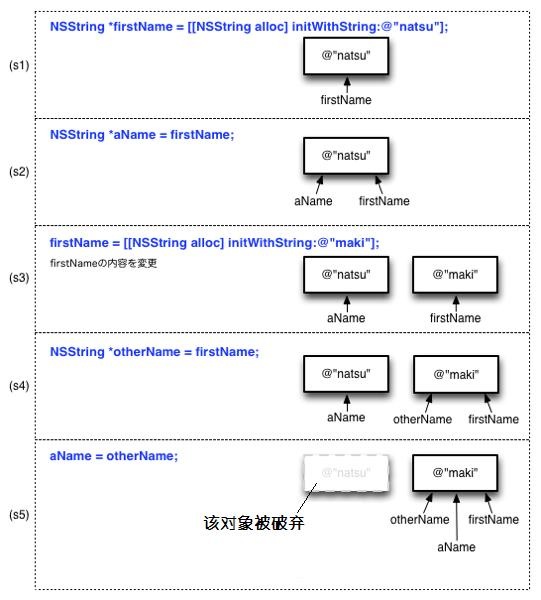 NSString *firstName = [[NSString alloc] initWithString:@"natsu"];
(s1)
@"natsu"
firstName
NSString *aName = firstName;
(s2)
@"natsu"
aName firstName
firstName = [[NSString alloc] initWithString:@"maki"];
firstNameの内容を変更
(s3)
@"natsu" @"maki"
aName firstName
NSString *otherName = firstName;
(s4)
@"natsu" @"maki"
aName otherName firstName
aName = otherName;
@"natsu" @"maki"
(s5)
该对象被破弃
otherName firstName
aName